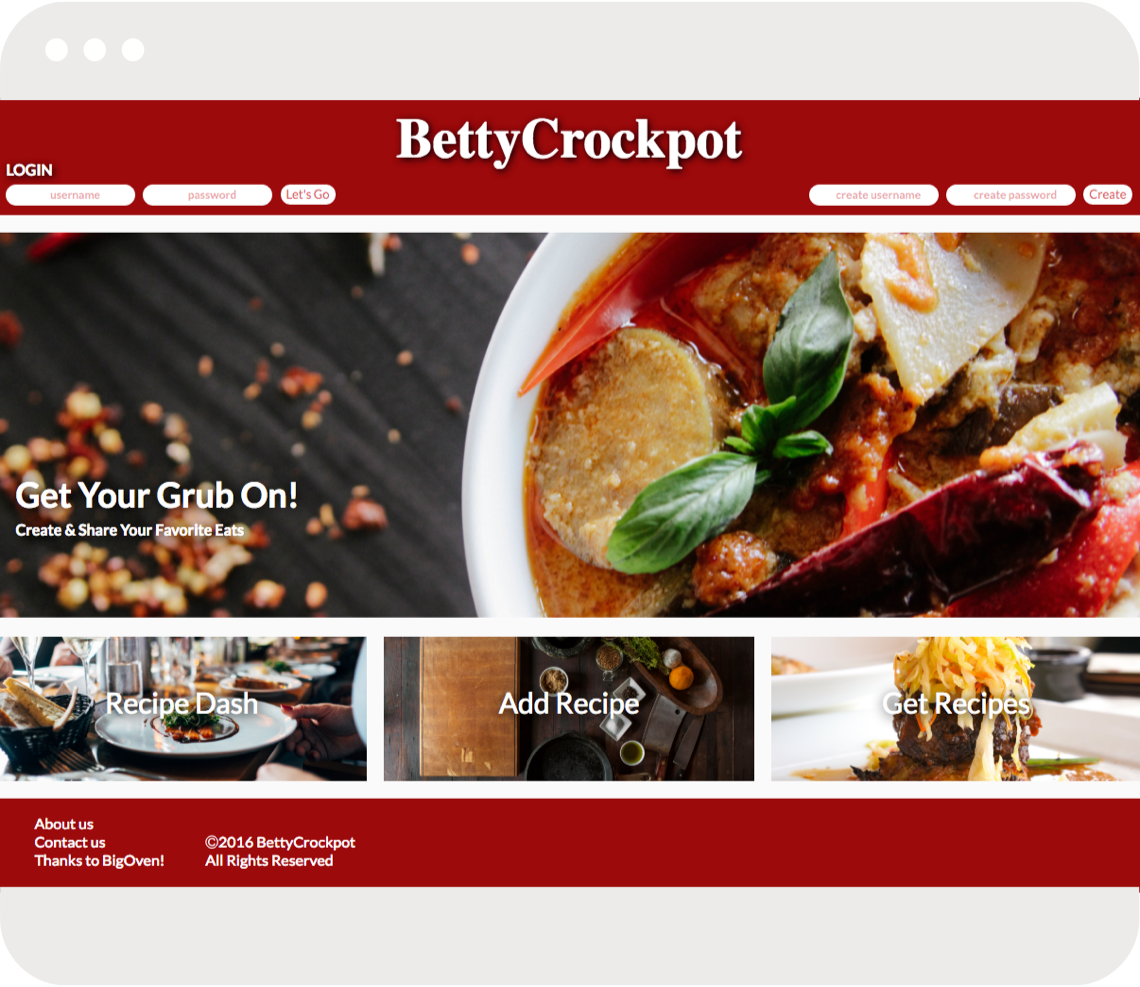 BettyCrockpot
LOGIN
username password Let's Go create username create password Create
Get Your Grub On!
Create & Share Your Favorite Eats
Recipe Dash Add Recipe Get Recipes
About us
Contact us ©2016 BettyCrockpot
Thanks to BigOven! All Rights Reserved